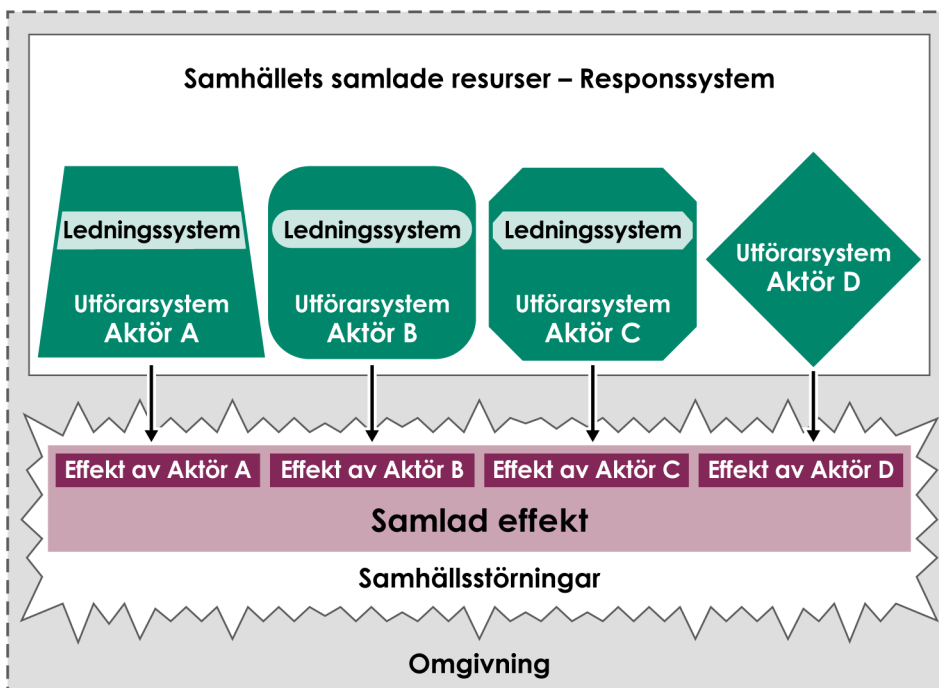 Samhällets samlade resurser – Responssystem
Ledningssystem
Utförarsystem
Aktör A
Ledningssystem
Utförarsystem
Aktör B
Ledningssystem
Utförarsystem
Aktör C
Utförarsystem
Aktör D
Effekt av Aktör A
Effekt av Aktör B
Effekt av Aktör C
Effekt av Aktör D
Samlad effekt
Samhällsstörningar
Omgivning